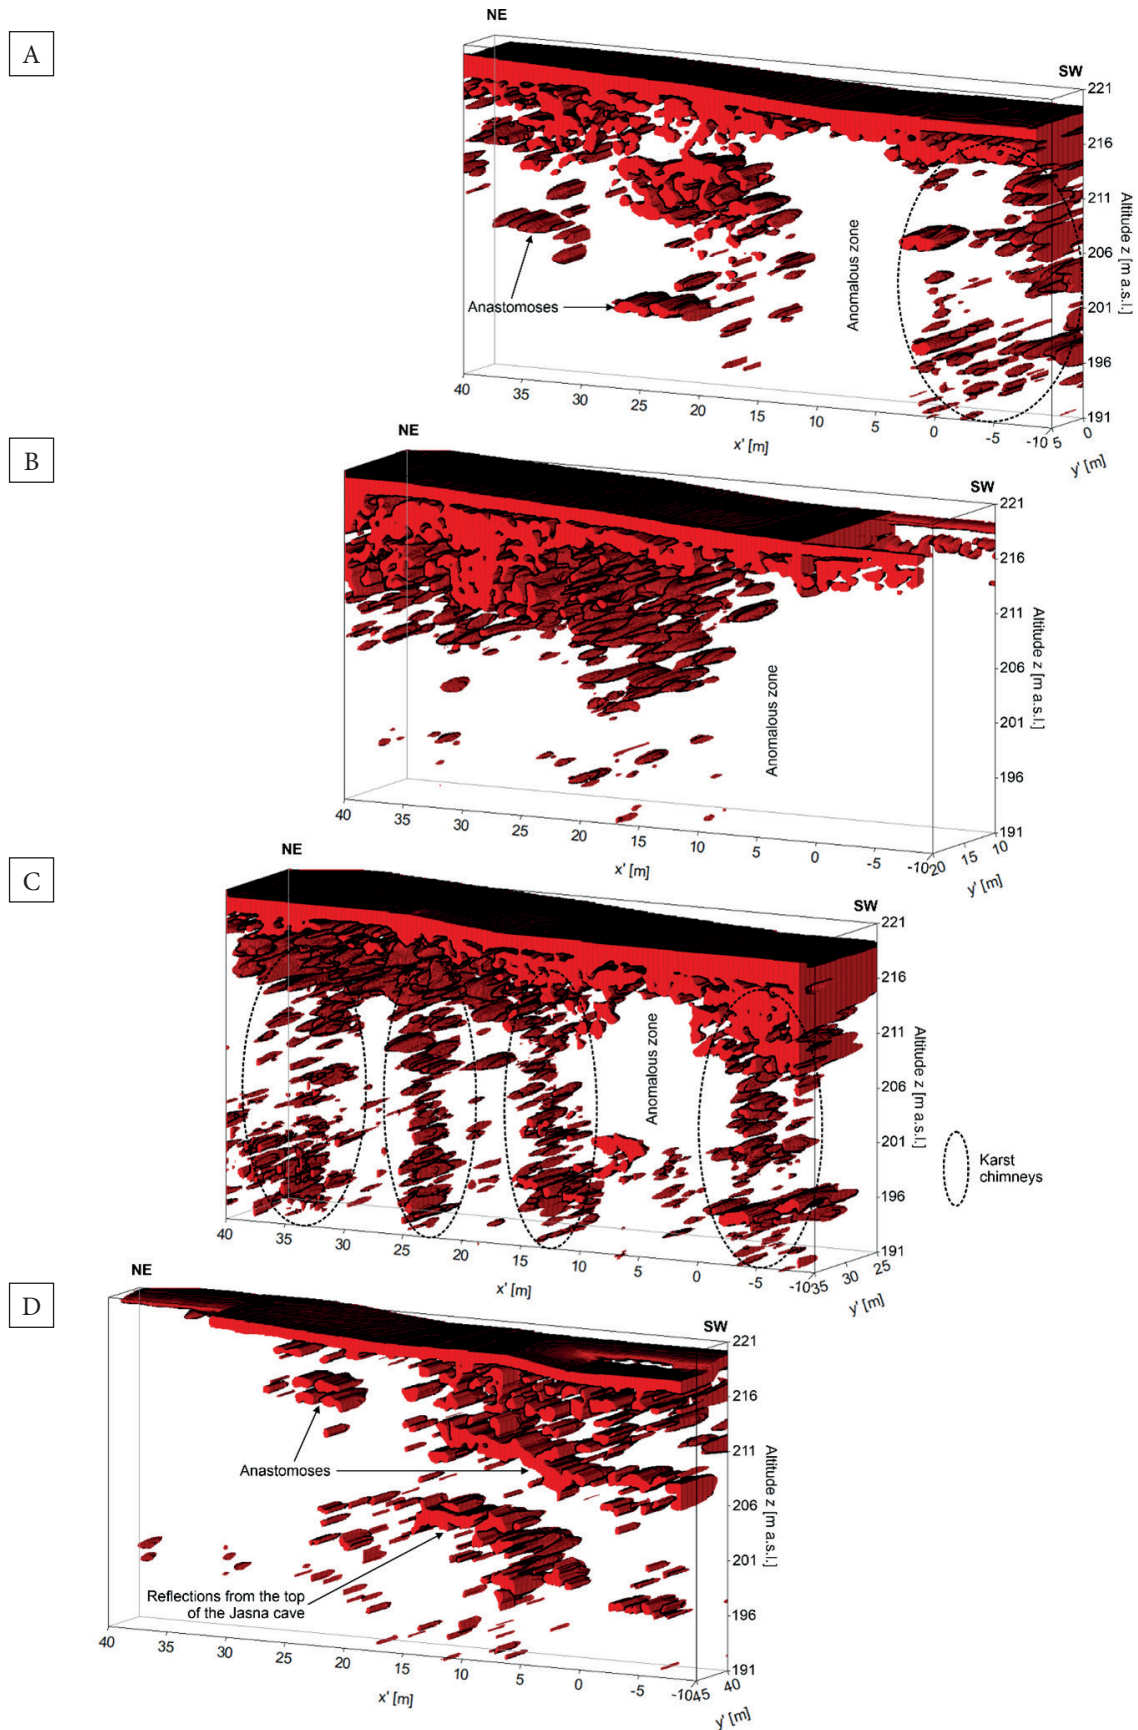 A
NE
SW
221
216
211
206
201
196
191
Altitude z [m a.s.l.]
Anomalous zone
Anastomoses
40 35 30 25 20 15 10 5 0 -5 -10 5 0
x' [m]
y' [m]
B
NE
SW
221
216
211
206
201
196
191
Altitude z [m a.s.l.]
Anomalous zone
40 35 30 25 20 15 10 5 0 -5 -10 20 15 10
x' [m]
y' [m]
C
NE
SW
221
216
211
206
201
196
191
Altitude z [m a.s.l.]
Anomalous zone
Karst
chimneys
40 35 30 25 20 15 10 5 0 -5 -10 35 30 25
x' [m]
y' [m]
D
NE
SW
221
216
211
206
201
196
191
Altitude z [m a.s.l.]
Anastomoses
Reflections from the top
of the Jasna cave
40 35 30 25 20 15 10 5 0 -5 -10 45 40
x' [m]
y' [m]